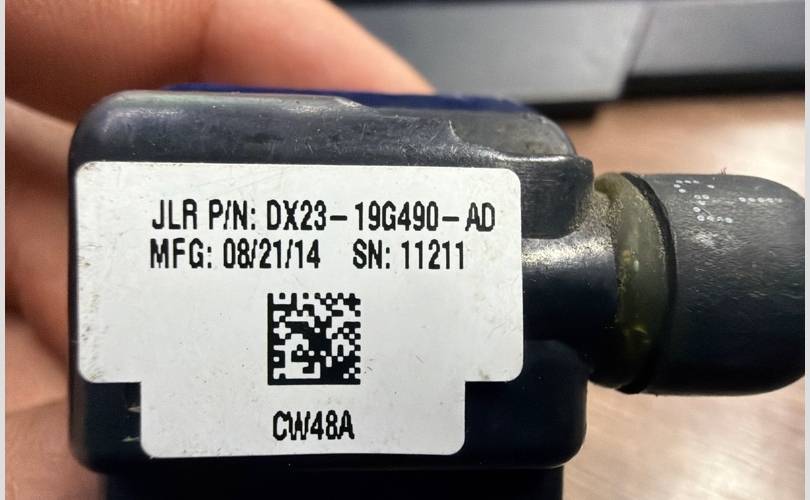 JLR P/N: DX23-19G490-AD
MFG: 08/21/14 SN: 11211
CW48A